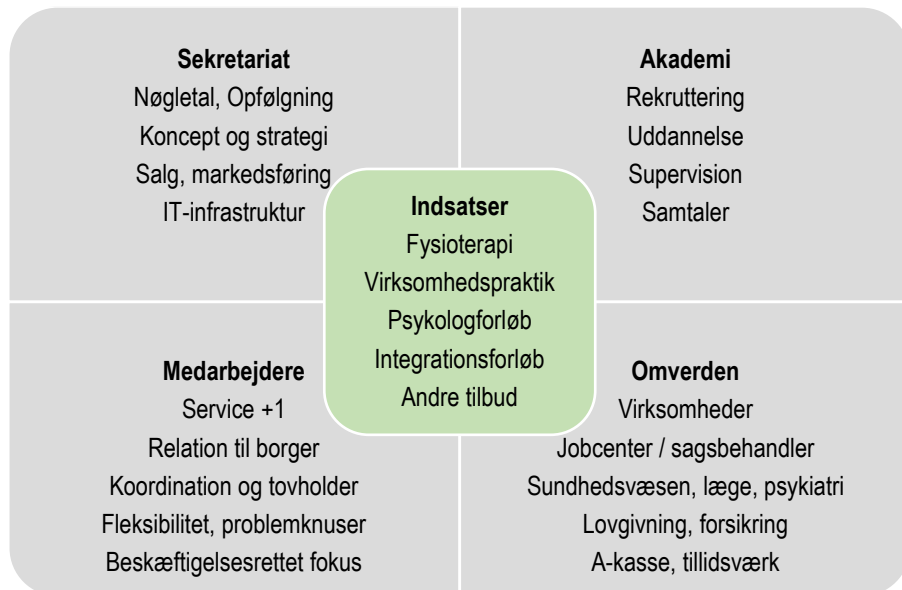 Sekretariat
Nøgletal, Opfølgning
Koncept og strategi
Salg, markedsføring
IT-infrastruktur
Akademi
Rekruttering
Uddannelse
Supervision
Samtaler
Indsatser
Fysioterapi
Virksomhedspraktik
Psykologforløb
Integrationsforløb
Andre tilbud
Medarbejdere
Service +1
Relation til borger
Koordination og tovholder
Fleksibilitet, problemknuser
Beskæftigelsesrettet fokus
Omverden
Virksomheder
Jobcenter / sagsbehandler
Sundhedsvæsen, læge, psykiatri
Lovgivning, forsikring
A-kasse, tillidsværk